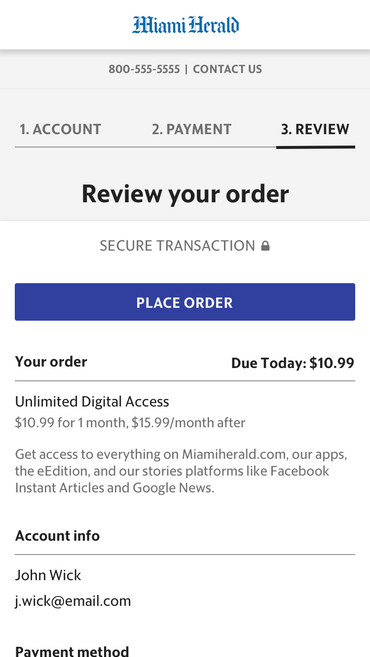 Miami Herald
800-555-5555 | CONTACT US
1. ACCOUNT 2. PAYMENT 3. REVIEW
Review your order
SECURE TRANSACTION
PLACE ORDER
Your order Due Today: $10.99
Unlimited Digital Access
$10.99 for 1 month, $15.99/month after
Get access to everything on Miamiherald.com, our apps,
the eEdition, and our stories platforms like Facebook
Instant Articles and Google News.
Account info
John Wick
j.wick@email.com
Payment method